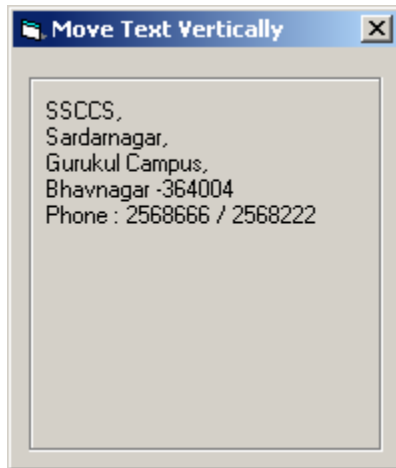 Move Text Vertically
SSCCS,
Sardarnagar,
Gurukul Campus,
Bhavnagar -364004
Phone : 2568666 / 2568222